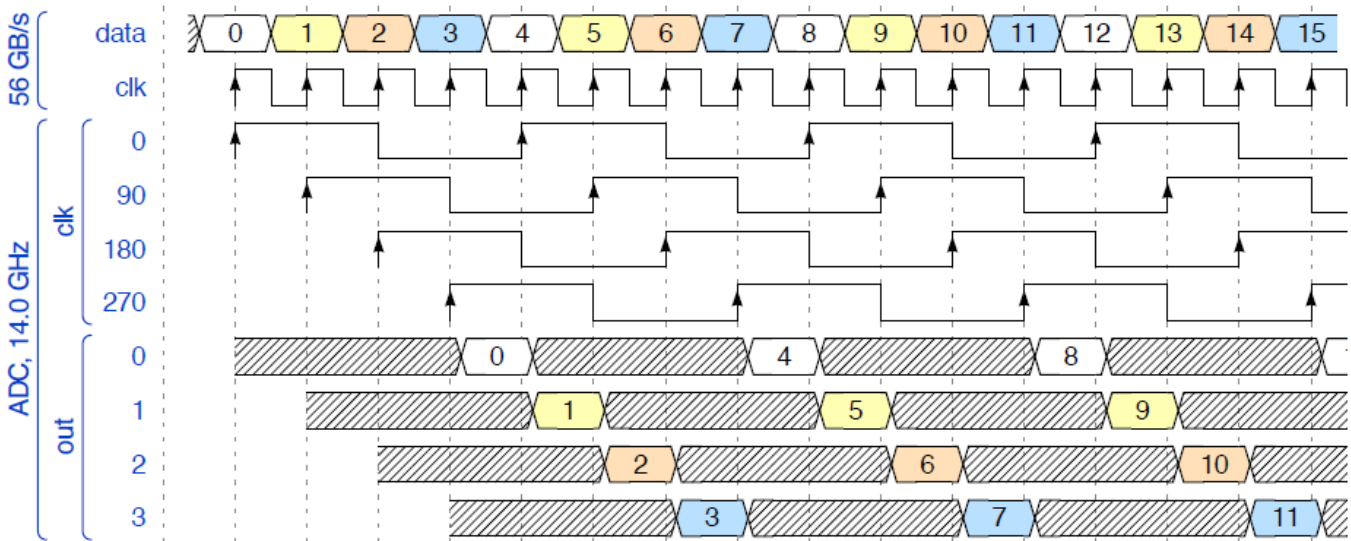 56 GB/s
data 0 1 2 3 4 5 6 7 8 9 10 11 12 13 14 15
clk
ADC, 14.0 GHz
clk
0
90
180
270
out
0 0 4 8
1 1 5 9
2 2 6 10
3 3 7 11